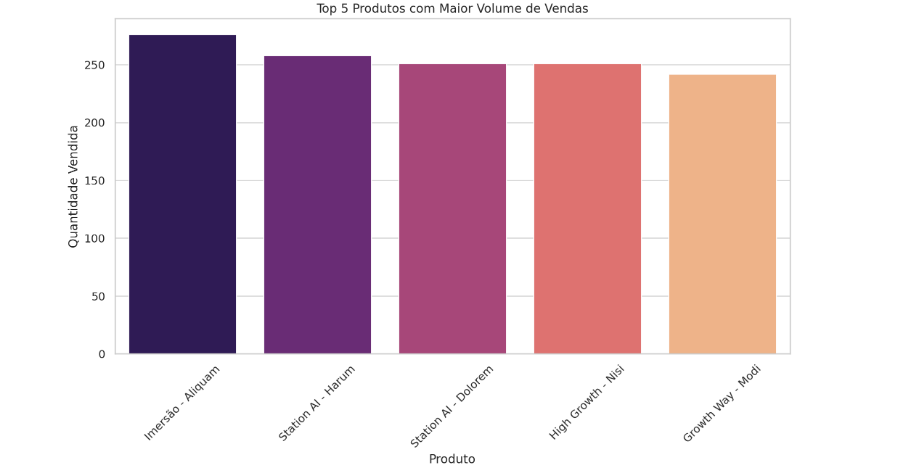 Top 5 Produtos com Maior Volume de Vendas
Quantidade Vendida
250
200
150
100
50
0
Imersão - Aliquam
Station AI - Harum
Station AI - Dolorem
High Growth - Nisi
Growth Way - Modi
Produto